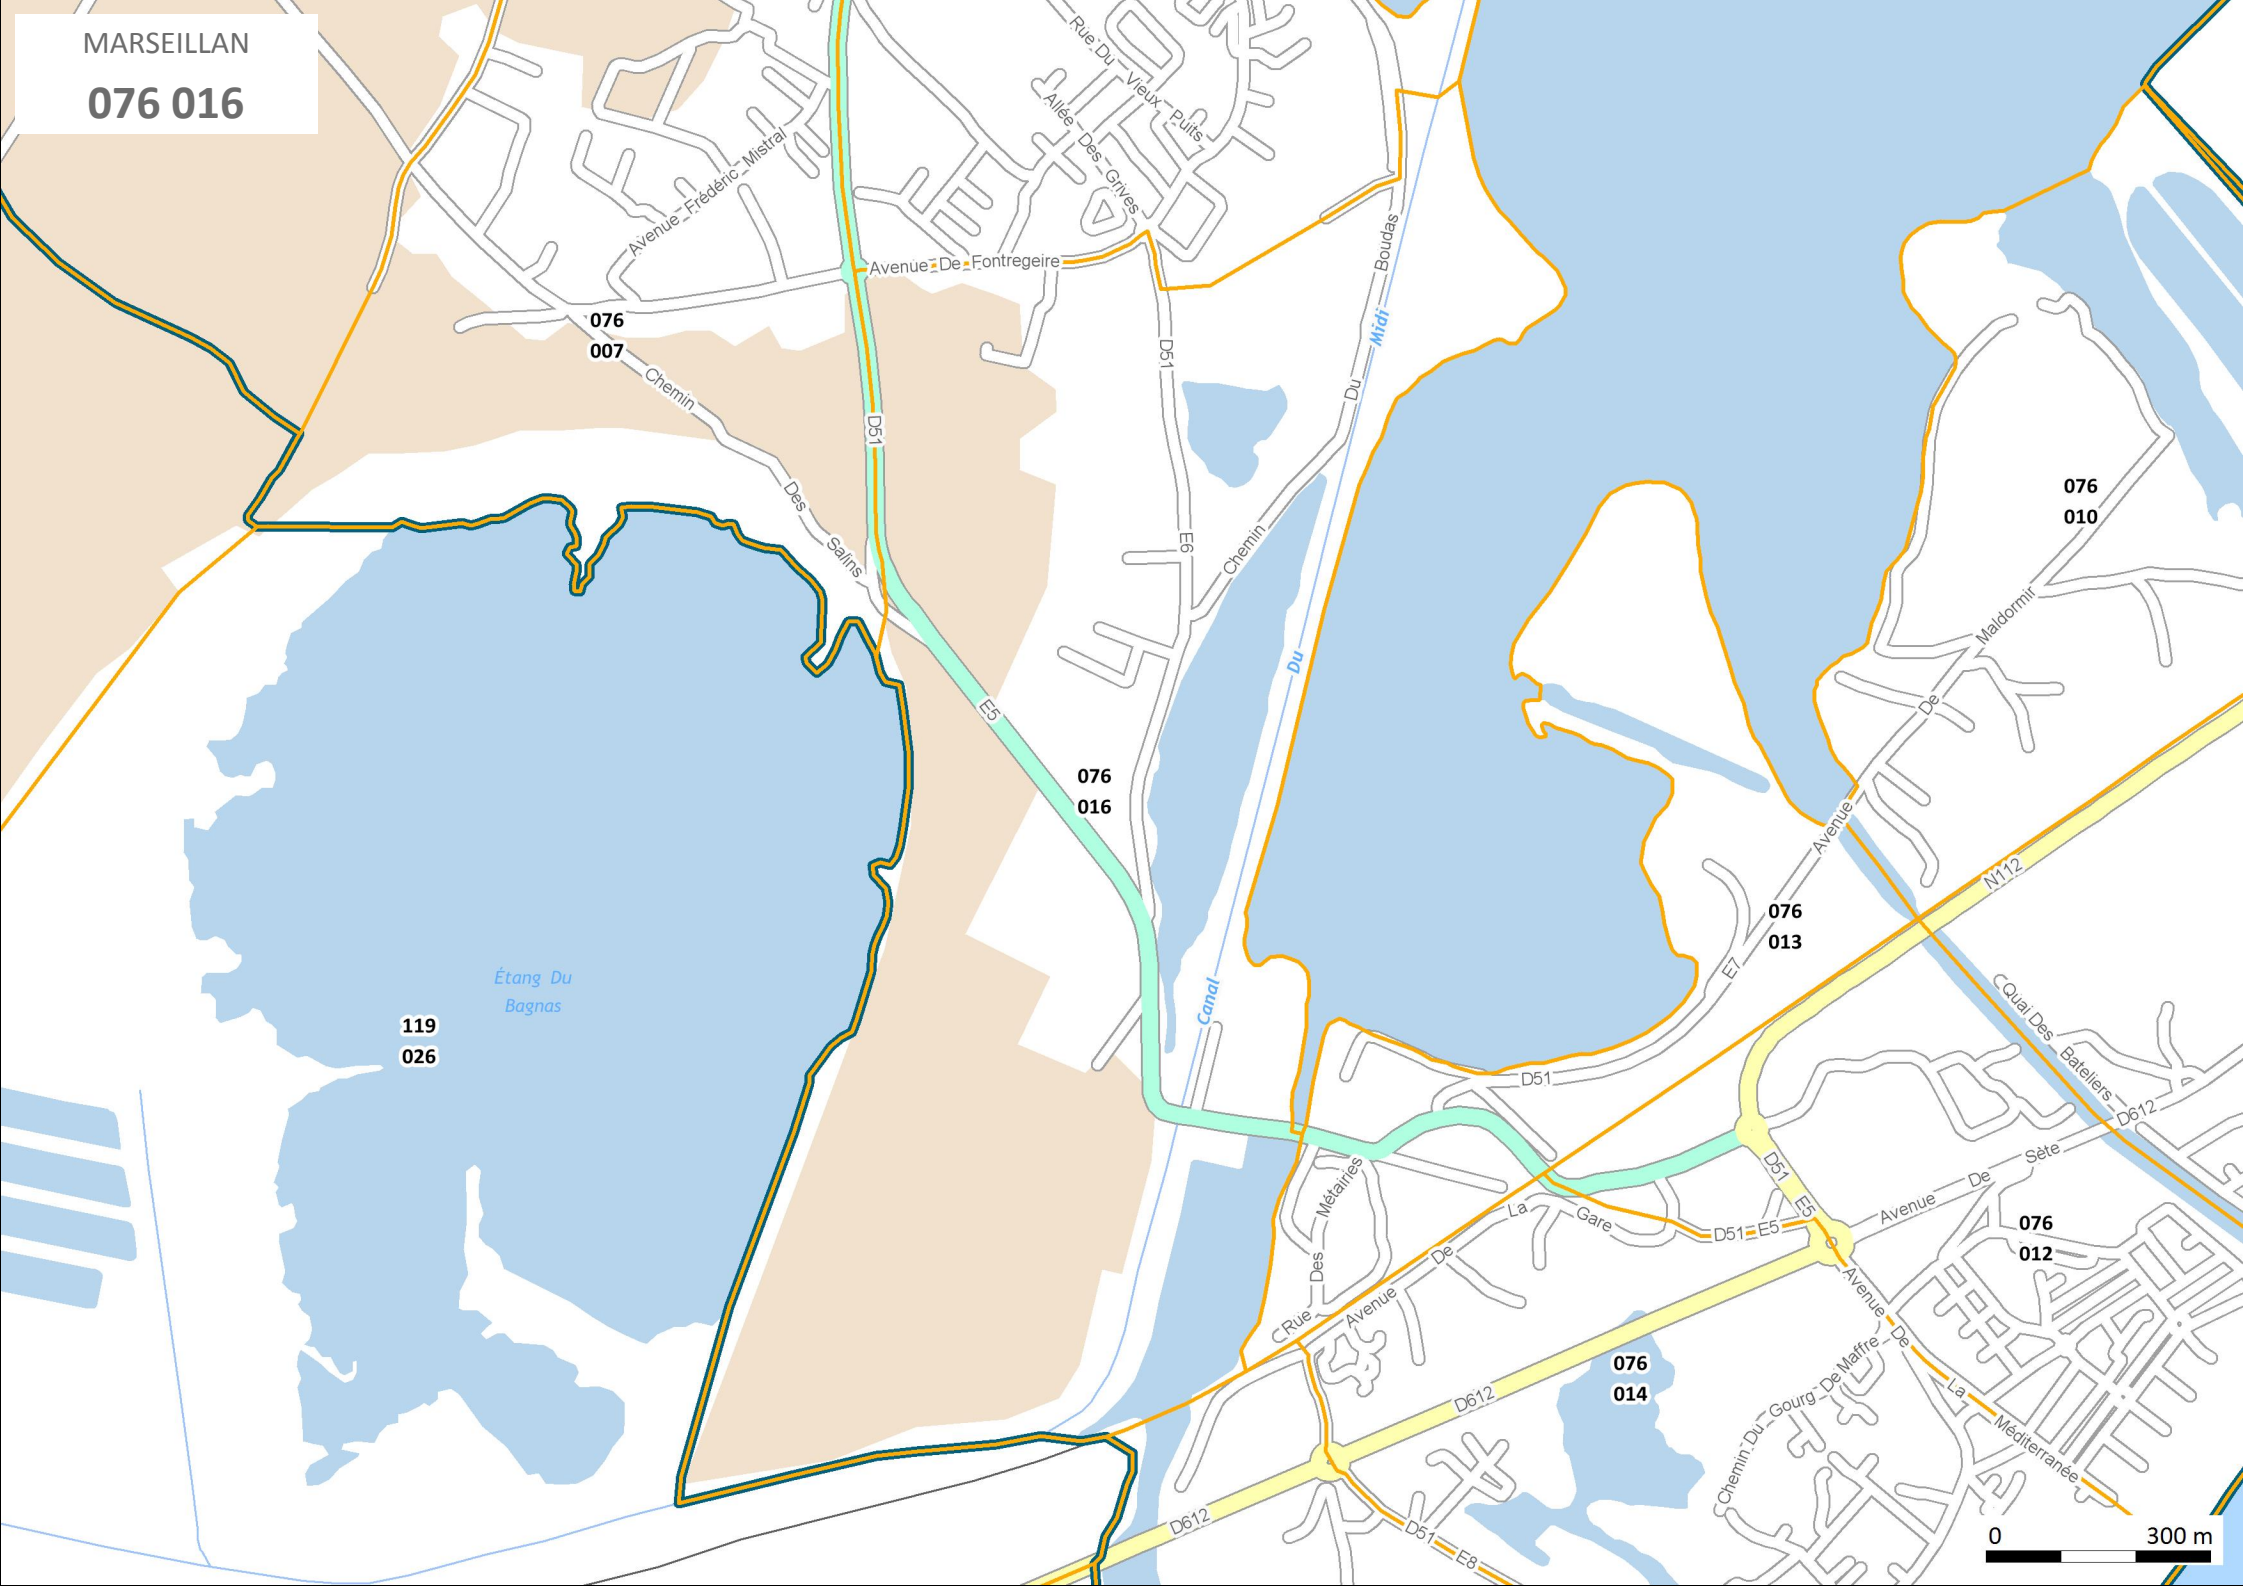 MARSEILLAN
076 016
Rue Du Vieux Puits
Allée Des Grives
Avenue Frédéric Mistral
Avenue De Fontregeire
Boudas
Midi
076
007
Chemin
D51
D51
Du
076
010
Des
Salins
E6
Chemin
Maldormir
Du
De
E5
076
016
Avenue
N112
076
013
E7
Étang Du
Bagnas
Canal
119
026
Quai Des Bateliers
D51
D612
Métairies
Des
Rue
D51
E5
Avenue De Sète
La
Gare
D51 E5
De
Avenue
076
012
Avenue De La Méditerranée
076
014
D612
Chemin Du Gourg De Maffre
D612
D51 E8
0 300 m